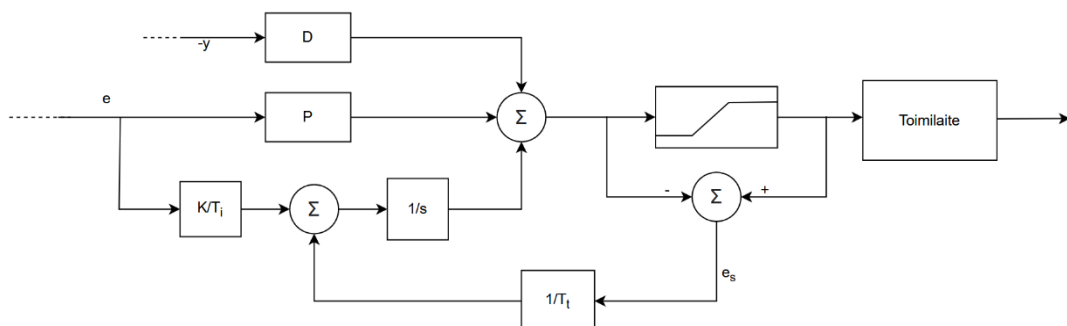 -y
D
e
P
Σ
Toimilaite
K/Tᵢ
Σ
1/s
-
Σ
+
eₛ
1/Tₜ